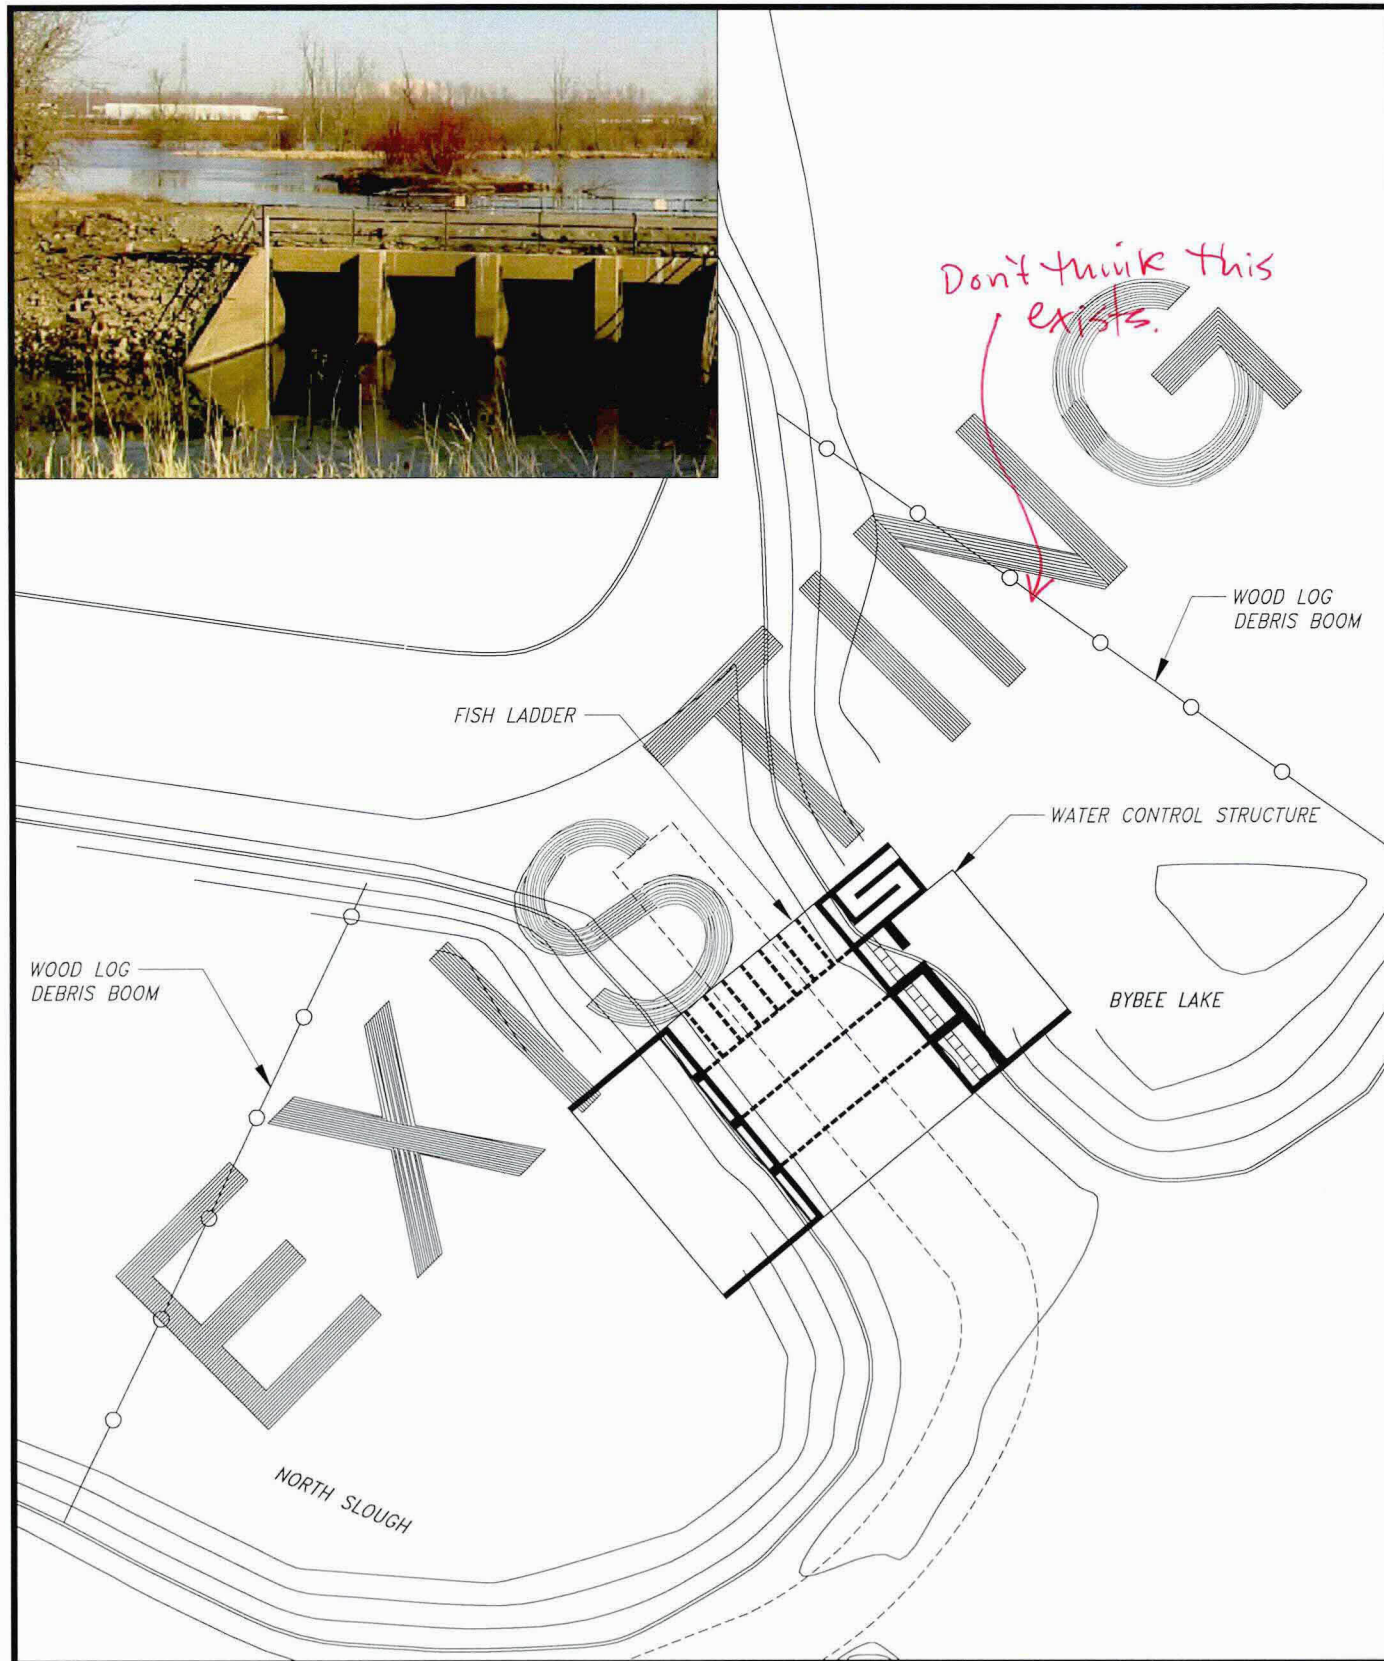 Don't think this
exists.
WOOD LOG
DEBRIS BOOM
FISH LADDER
WATER CONTROL STRUCTURE
WOOD LOG
DEBRIS BOOM
BYBEE LAKE
EXISTING
NORTH SLOUGH